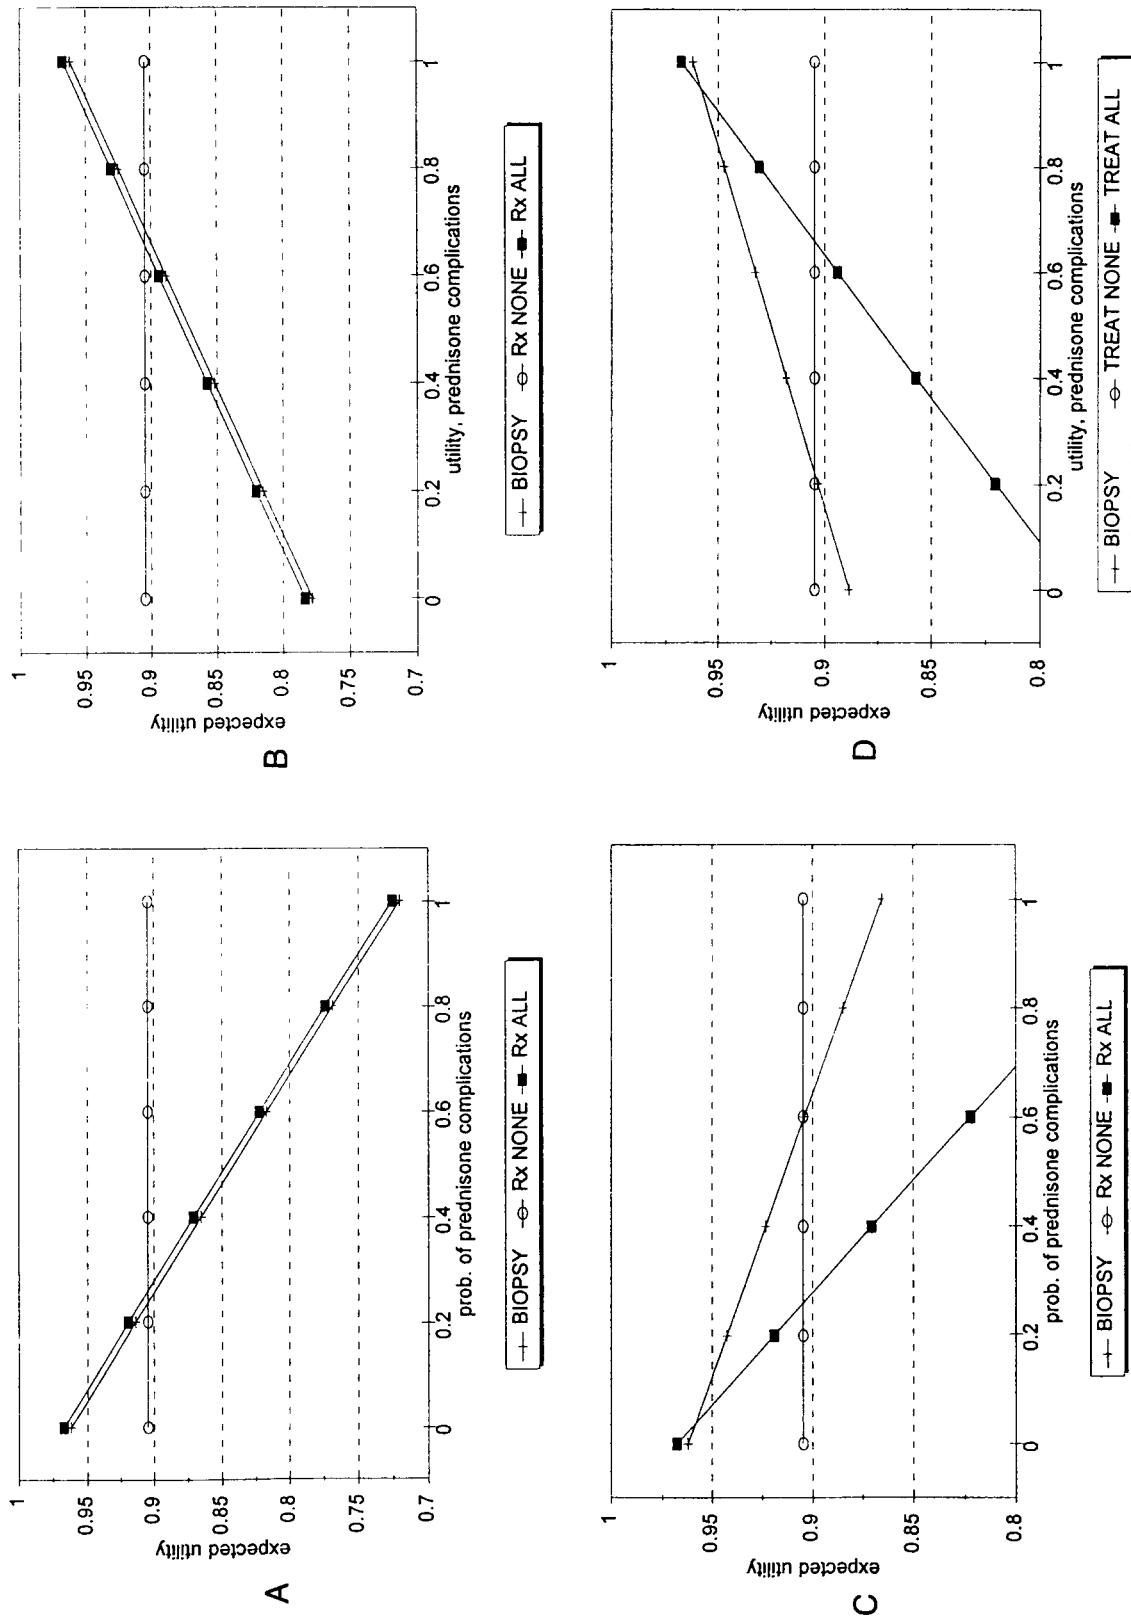 A
expected utility
1
0.95
0.9
0.85
0.8
0.75
0.7
0 0.2 0.4 0.6 0.8 1
prob. of prednisone complications
BIOPSY Rx NONE Rx ALL
B
expected utility
1
0.95
0.9
0.85
0.8
0.75
0.7
0 0.2 0.4 0.6 0.8 1
utility, prednisone complications
BIOPSY Rx NONE Rx ALL
C
expected utility
0.95
0.9
0.85
0.8
0 0.2 0.4 0.6 0.8 1
prob. of prednisone complications
BIOPSY Rx NONE Rx ALL
D
expected utility
1
0.95
0.9
0.85
0.8
0 0.2 0.4 0.6 0.8 1
utility, prednisone complications
BIOPSY TREAT NONE TREAT ALL